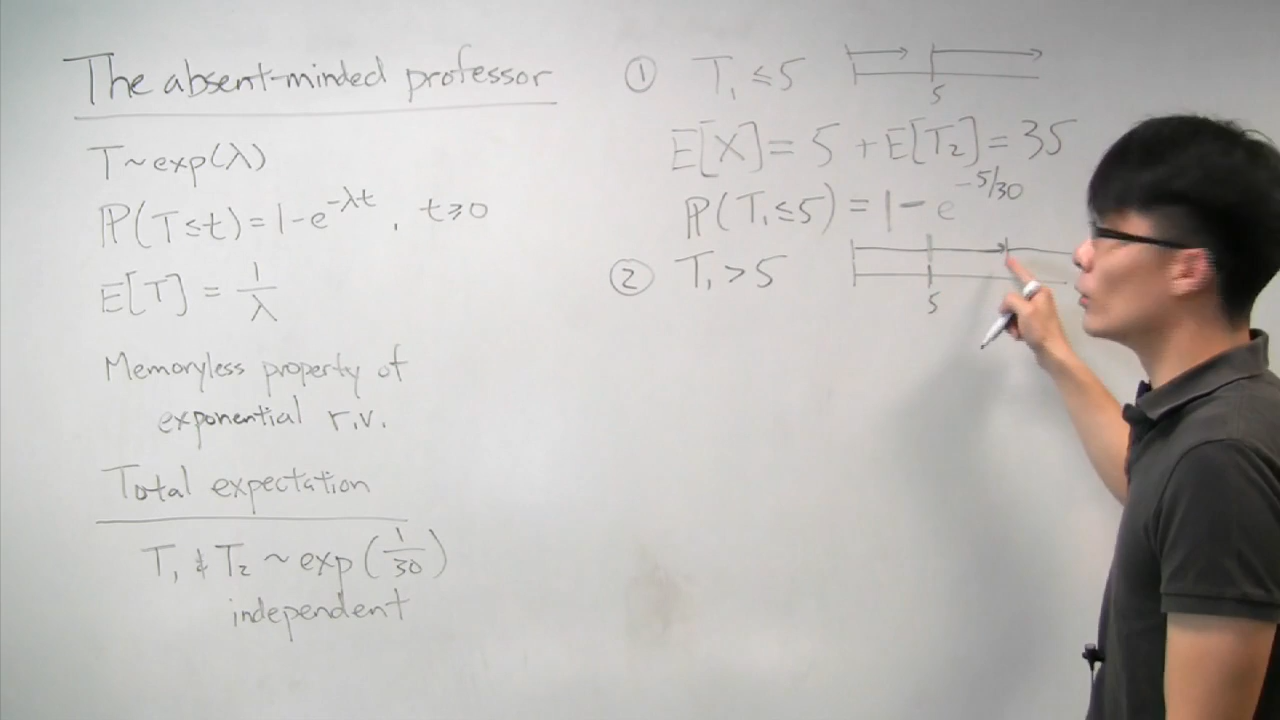 The absent-minded professor
T~exp(λ)
ℙ(T≤t)=1-e^{-λt}, t≥0
E[T] = 1/λ
Memoryless property of
exponential r.v.
Total expectation
T₁ & T₂ ~ exp(1/30)
independent
① T₁ ≤ 5
5
E[X] = 5 + E[T₂] = 35
ℙ(T₁≤5) = 1 - e^{-5/30}
② T₁ > 5
5